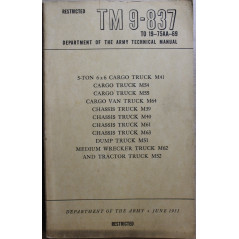 RESTRICTED
TM 9-837
TO 19-75AA-69
DEPARTMENT OF THE ARMY TECHNICAL MANUAL
5-TON 6x6 CARGO TRUCK M41
CARGO TRUCK M54
CARGO TRUCK M55
CARGO VAN TRUCK M64
CHASSIS TRUCK M39
CHASSIS TRUCK M40
CHASSIS TRUCK M61
CHASSIS TRUCK M63
DUMP TRUCK M51
MEDIUM WRECKER TRUCK M62
AND TRACTOR TRUCK M52
DEPARTMENT OF THE ARMY • JUNE
RESTRICTED